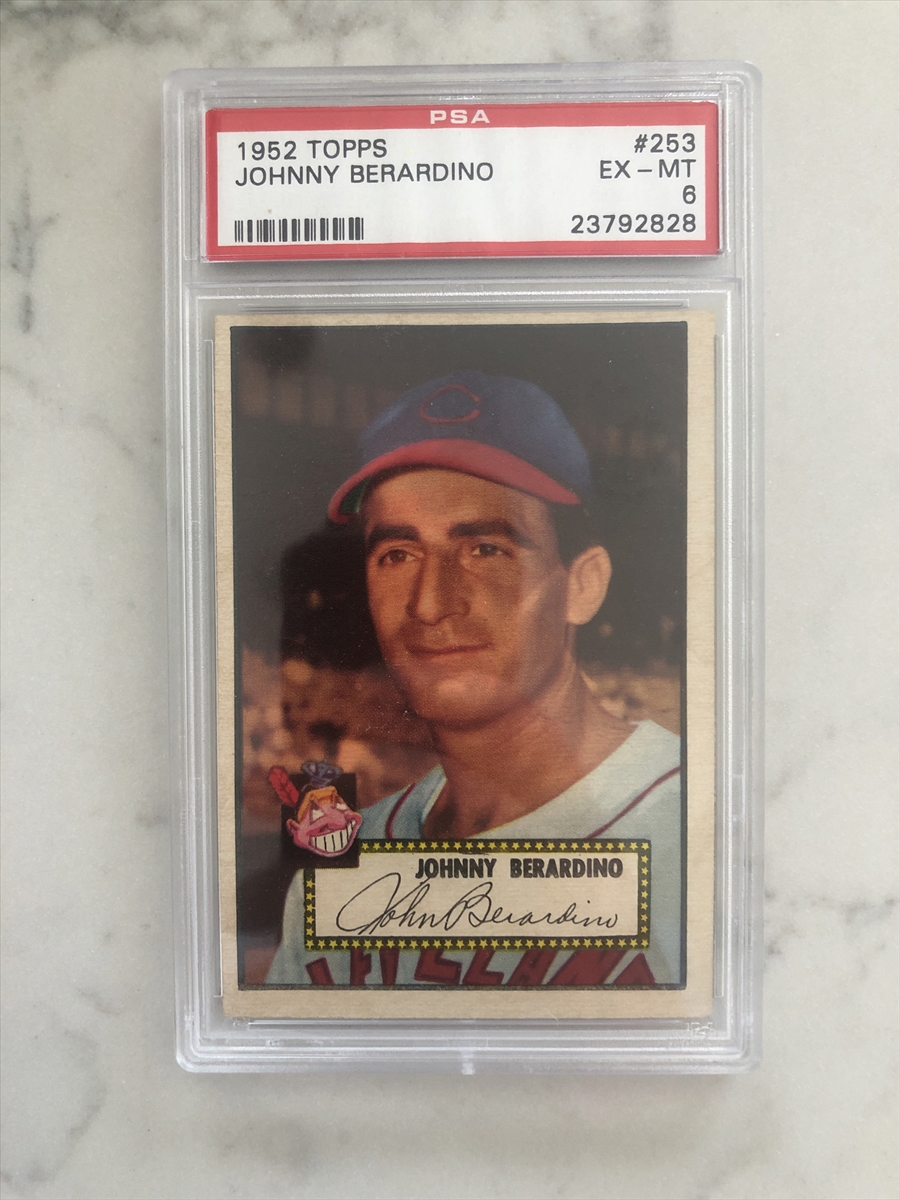 PSA
1952 TOPPS #253
JOHNNY BERARDINO EX - MT
6
23792828
C
JOHNNY BERARDINO
John Berardino